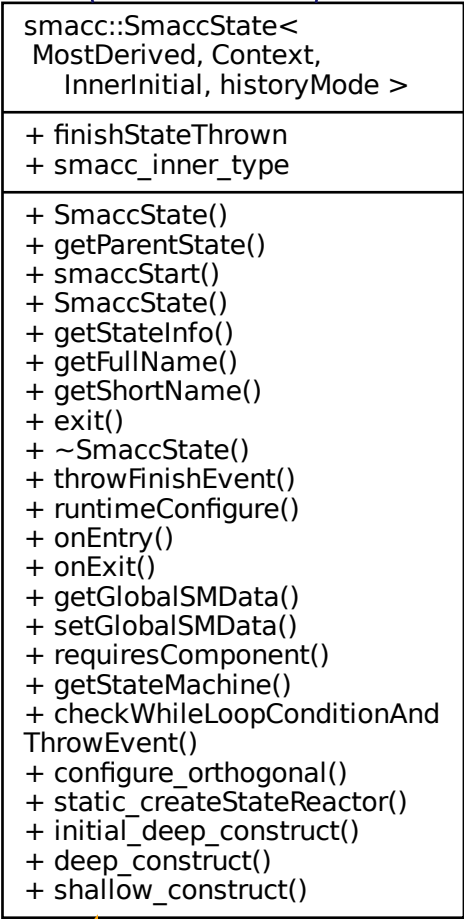 smacc::SmaccState<
MostDerived, Context,
InnerInitial, historyMode >
+ finishStateThrown
+ smacc_inner_type
+ SmaccState()
+ getParentState()
+ smaccStart()
+ SmaccState()
+ getStateInfo()
+ getFullName()
+ getShortName()
+ exit()
+ ~SmaccState()
+ throwFinishEvent()
+ runtimeConfigure()
+ onEntry()
+ onExit()
+ getGlobalSMData()
+ setGlobalSMData()
+ requiresComponent()
+ getStateMachine()
+ checkWhileLoopConditionAnd
ThrowEvent()
+ configure_orthogonal()
+ static_createStateReactor()
+ initial_deep_construct()
+ deep_construct()
+ shallow_construct()